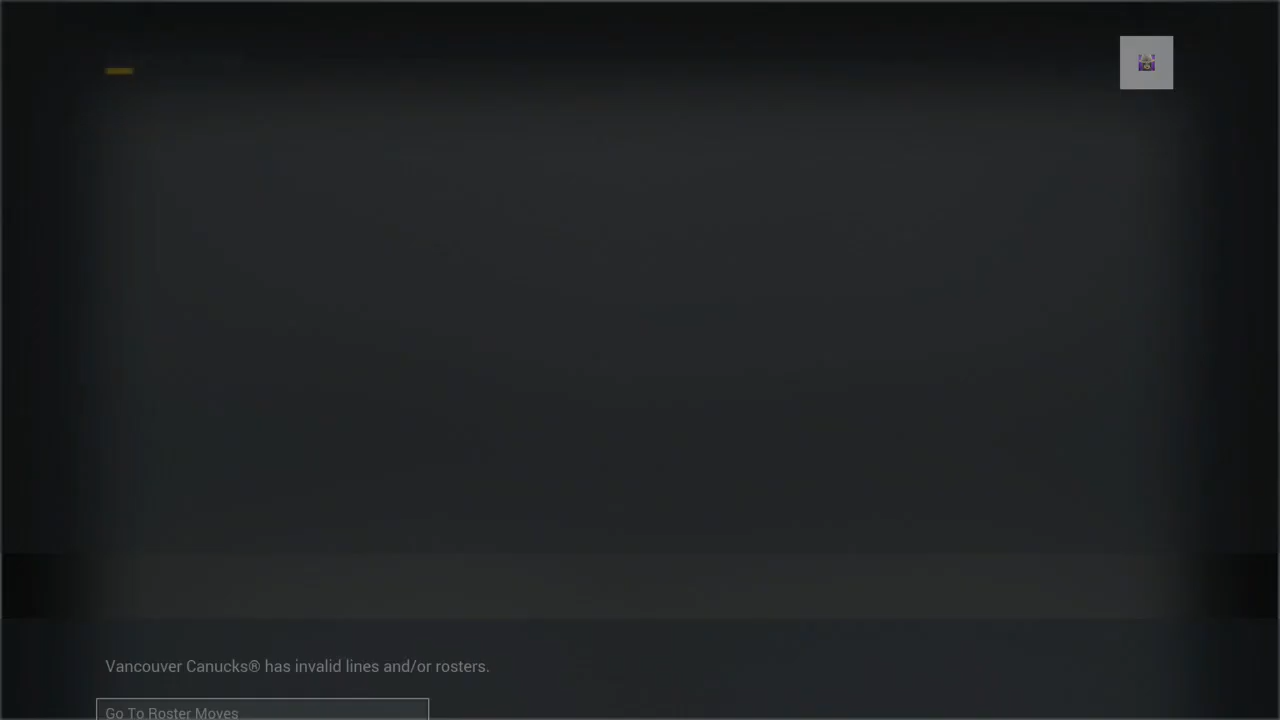 Vancouver Canucks® has invalid lines and/or rosters.
Go To Roster Moves